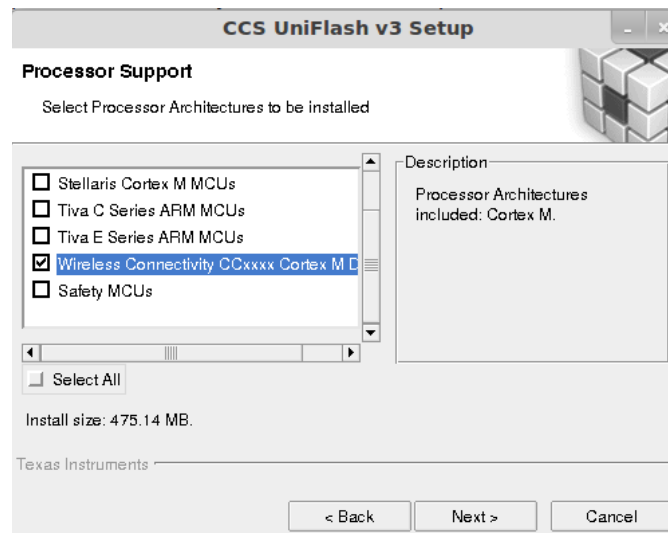 CCS UniFlash v3 Setup
Processor Support
Select Processor Architectures to be installed
Stellaris Cortex M MCUs
Tiva C Series ARM MCUs
Tiva E Series ARM MCUs
Wireless Connectivity CCxxxx Cortex M D
Safety MCUs
Description
Processor Architectures
included: Cortex M.
Select All
Install size: 475.14 MB.
Texas Instruments
< Back
Next >
Cancel